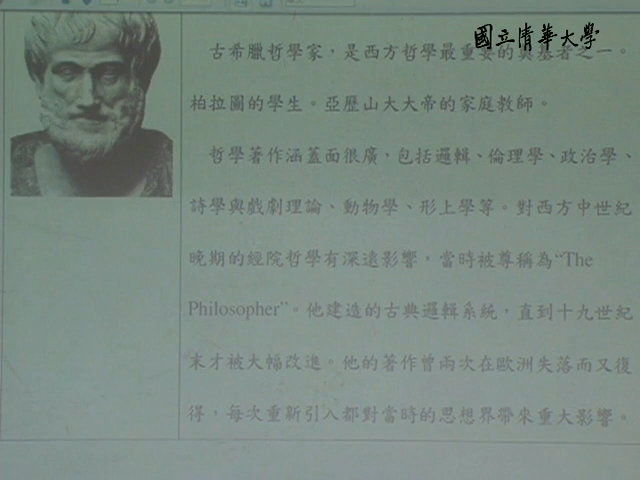 國立清華大學
古希臘哲學家，是西方哲學最重要的奠基者之一。
柏拉圖的學生。亞歷山大大帝的家庭教師。
哲學著作涵蓋面很廣，包括邏輯、倫理學、政治學、
詩學與戲劇理論、動物學、形上學等。對西方中世紀
晚期的經院哲學有深遠影響，當時被尊稱為“The
Philosopher”。他建造的古典邏輯系統，直到十九世紀
末才被大幅改進。他的著作曾兩次在歐洲失落而又復
得，每次重新引入都對當時的思想界帶來重大影響。